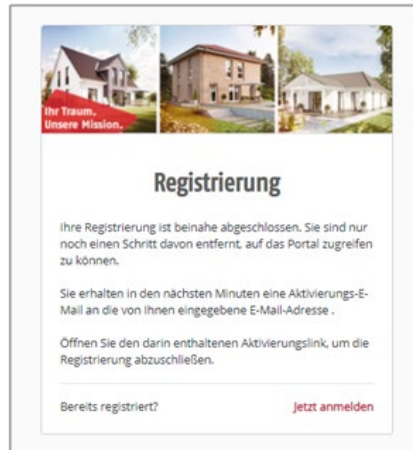 Ihr Traum.
Unsere Mission.
Registrierung
Ihre Registrierung ist beinahe abgeschlossen. Sie sind nur
noch einen Schritt davon entfernt, auf das Portal zugreifen
zu können.
Sie erhalten in den nächsten Minuten eine Aktivierungs-E-
Mail an die von Ihnen eingegebene E-Mail-Adresse .
Öffnen Sie den darin enthaltenen Aktivierungslink, um die
Registrierung abzuschließen.
Bereits registriert? Jetzt anmelden